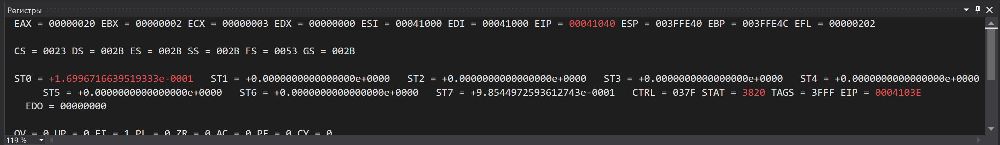 Регистры
EAX = 00000020 EBX = 00000002 ECX = 00000003 EDX = 00000000 ESI = 00041000 EDI = 00041000 EIP = 00041040 ESP = 003FFE40 EBP = 003FFE4C EFL = 00000202
CS = 0023 DS = 002B ES = 002B SS = 002B FS = 0053 GS = 002B
ST0 = +1.6996716639519333e-0001 ST1 = +0.0000000000000000e+0000 ST2 = +0.0000000000000000e+0000 ST3 = +0.0000000000000000e+0000 ST4 = +0.0000000000000000e+0000
ST5 = +0.0000000000000000e+0000 ST6 = +0.0000000000000000e+0000 ST7 = +9.8544972593612743e-0001 CTRL = 037F STAT = 3820 TAGS = 3FFF EIP = 0004103E
EDO = 00000000
OV = 0 UP = 0 EI = 1 PL = 0 ZR = 0 AC = 0 PE = 0 CY = 0
119 %